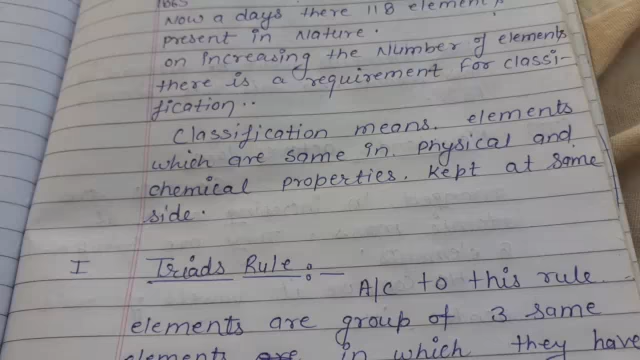 Now a days there 118 element,
present in Nature.
on increasing the Number of elements
there is a requirement for classi-
fication..
Classification means. elements
which are same in physical and
chemical properties. kept at same
side.
I Triads Rule:-
A/c to this rule.
elements are group of 3 same
elements are in which they have